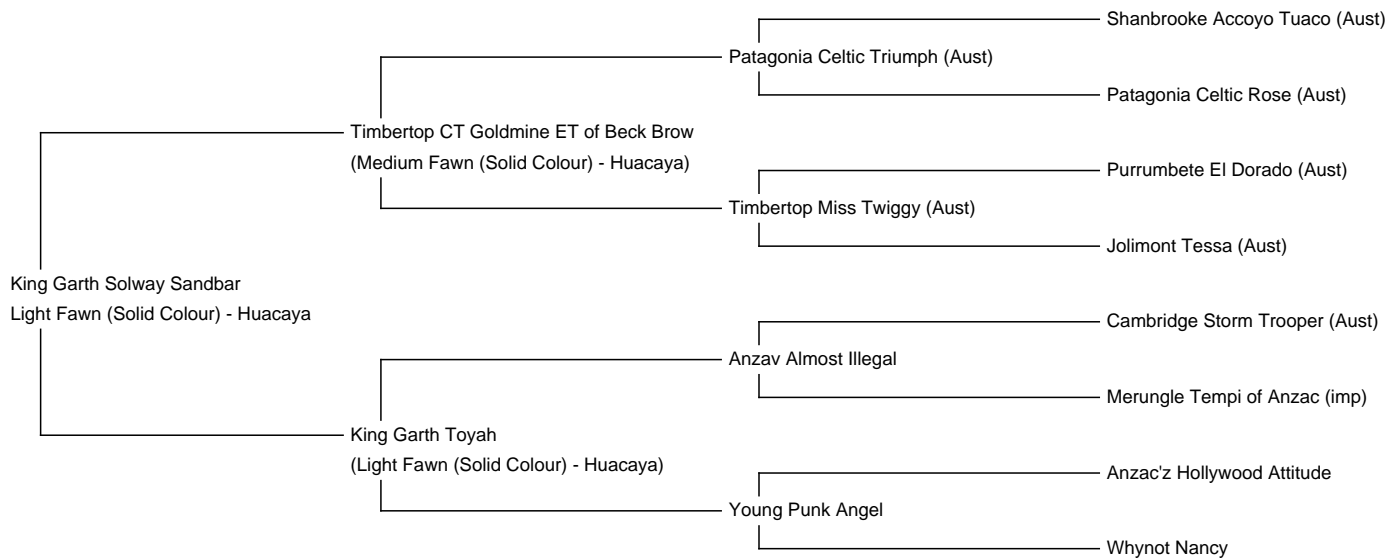 Shanbrooke Accoyo Tuaco (Aust)
Patagonia Celtic Triumph (Aust)
Patagonia Celtic Rose (Aust)
Timbertop CT Goldmine ET of Beck Brow
(Medium Fawn (Solid Colour) - Huacaya)
Purrumbete El Dorado (Aust)
Timbertop Miss Twiggy (Aust)
Jolimont Tessa (Aust)
King Garth Solway Sandbar
Light Fawn (Solid Colour) - Huacaya
Cambridge Storm Trooper (Aust)
Anzav Almost Illegal
Merungle Tempi of Anzac (imp)
King Garth Toyah
(Light Fawn (Solid Colour) - Huacaya)
Anzac'z Hollywood Attitude
Young Punk Angel
Whynot Nancy